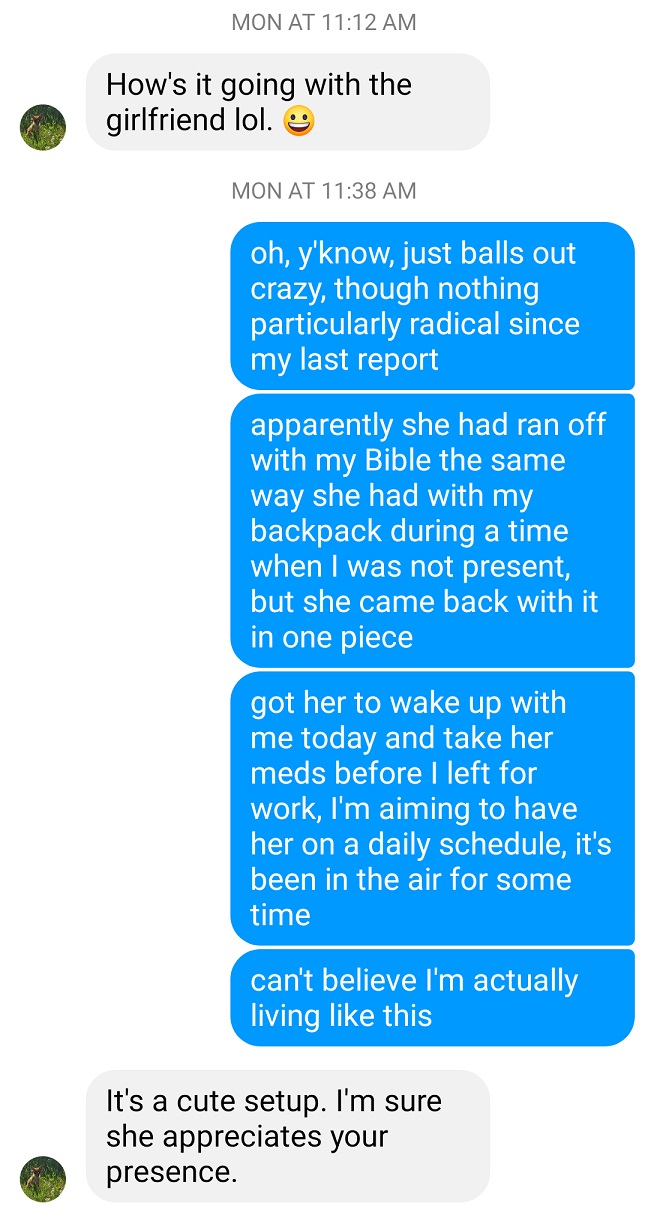 MON AT 11:12 AM
How's it going with the
girlfriend lol. 😀
MON AT 11:38 AM
oh, y'know, just balls out
crazy, though nothing
particularly radical since
my last report
apparently she had ran off
with my Bible the same
way she had with my
backpack during a time
when I was not present,
but she came back with it
in one piece
got her to wake up with
me today and take her
meds before I left for
work, I'm aiming to have
her on a daily schedule, it's
been in the air for some
time
can't believe I'm actually
living like this
It's a cute setup. I'm sure
she appreciates your
presence.